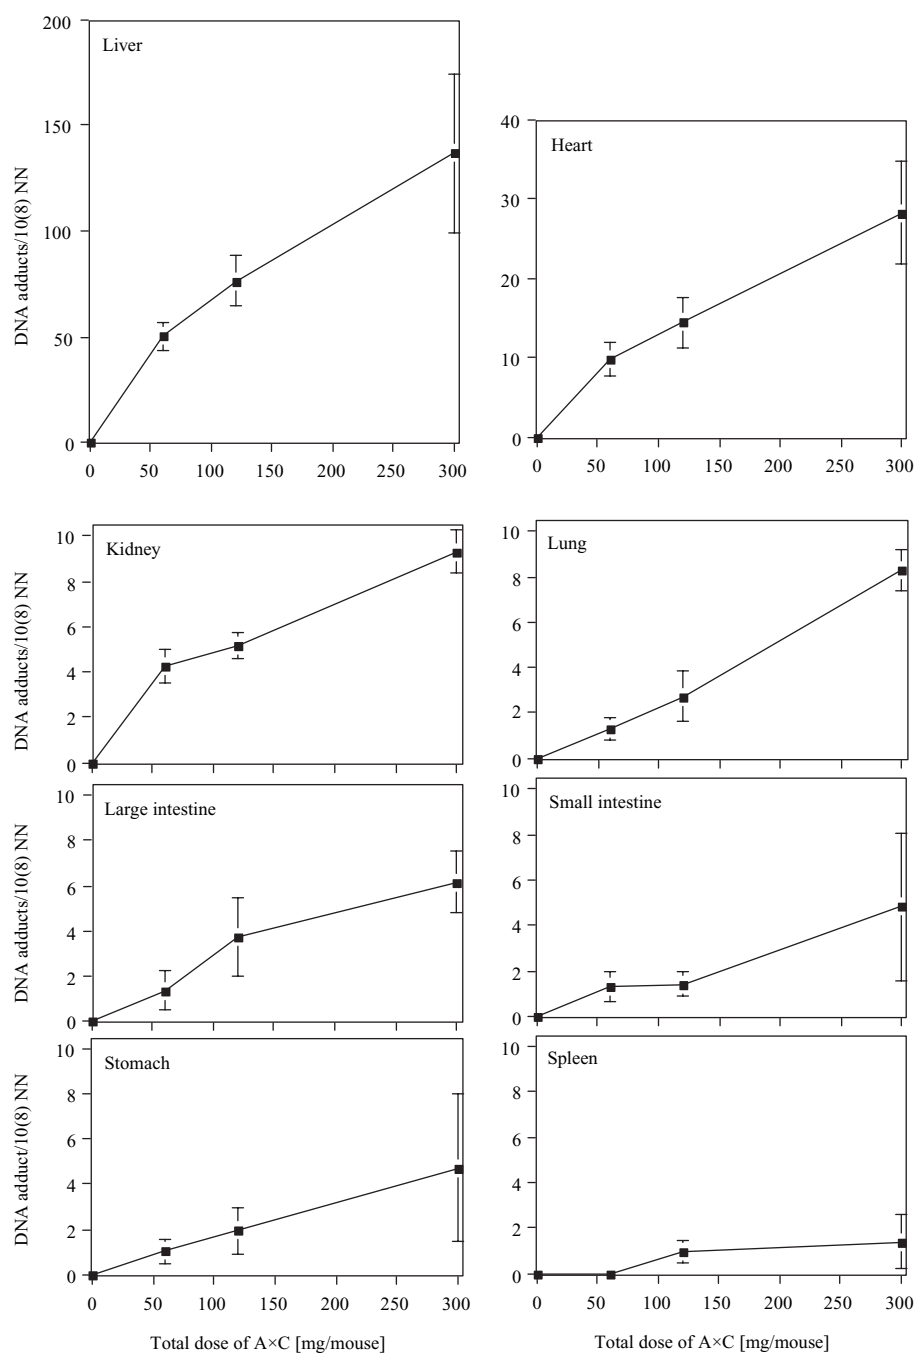 Liver
200
150
100
50
0
DNA adducts/10(8) NN
0 50 100 150 200 250 300
Heart
40
30
20
10
0
0 50 100 150 200 250 300
Kidney
10
8
6
4
2
0
DNA adducts/10(8) NN
Lung
10
8
6
4
2
0
Large intestine
10
8
6
4
2
0
DNA adducts/10(8) NN
Small intestine
10
8
6
4
2
0
Stomach
10
8
6
4
2
0
DNA adduct/10(8) NN
0 50 100 150 200 250 300
Total dose of A×C [mg/mouse]
Spleen
10
8
6
4
2
0
0 50 100 150 200 250 300
Total dose of A×C [mg/mouse]